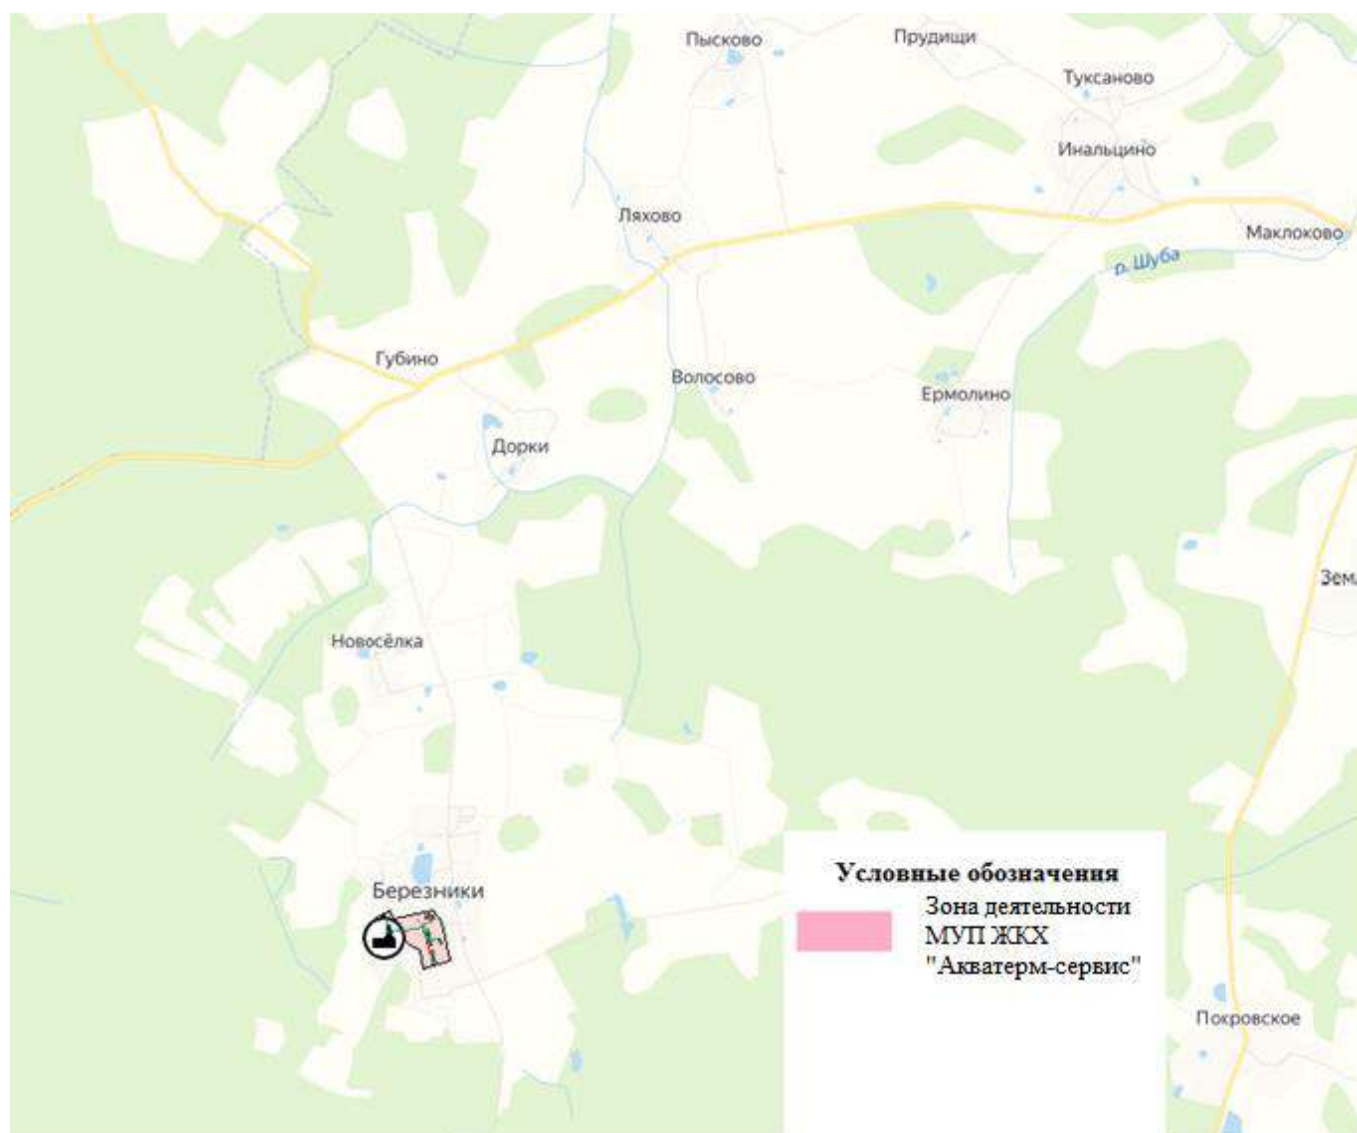 Пысково
Прудищи
Туксаново
Инальцино
Ляхово
Маклоково
р. Шуба
Губино
Волосово
Ермолино
Дорки
Зем
Новосёлка
Условные обозначения
Березники
Зона деятельности
МУП ЖКХ
"Акватерм-сервис"
Покровское